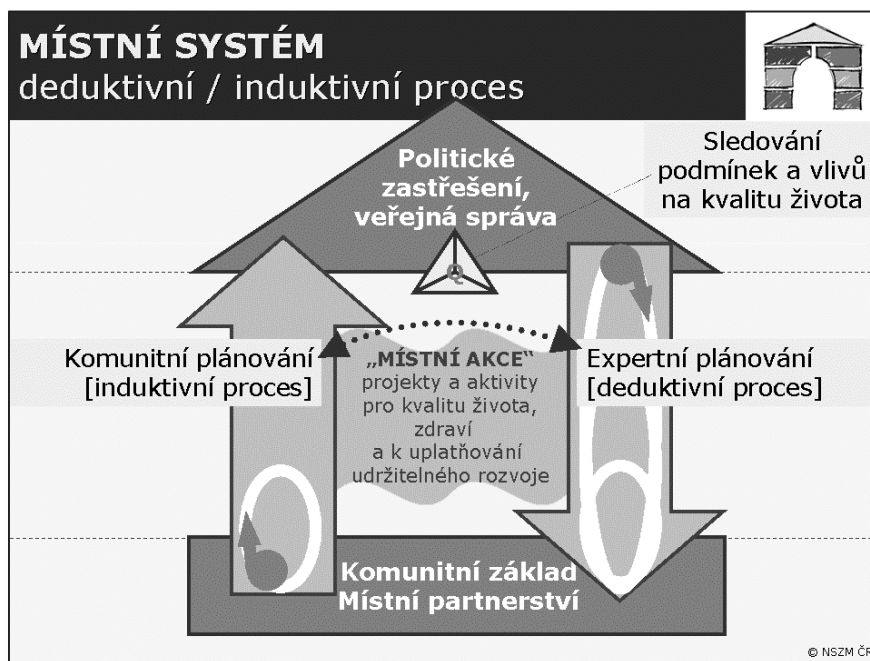 MÍSTNÍ SYSTÉM
deduktivní / induktivní proces
Politické
zastřešení,
veřejná správa
Sledování
podmínek a vlivů
na kvalitu života
Q
Komunitní plánování
[induktivní proces]
„MÍSTNÍ AKCE“
projekty a aktivity
pro kvalitu života,
zdraví
a k uplatňování
udržitelného rozvoje
Expertní plánování
[deduktivní proces]
Komunitní základ
Místní partnerství
© NSZM ČR